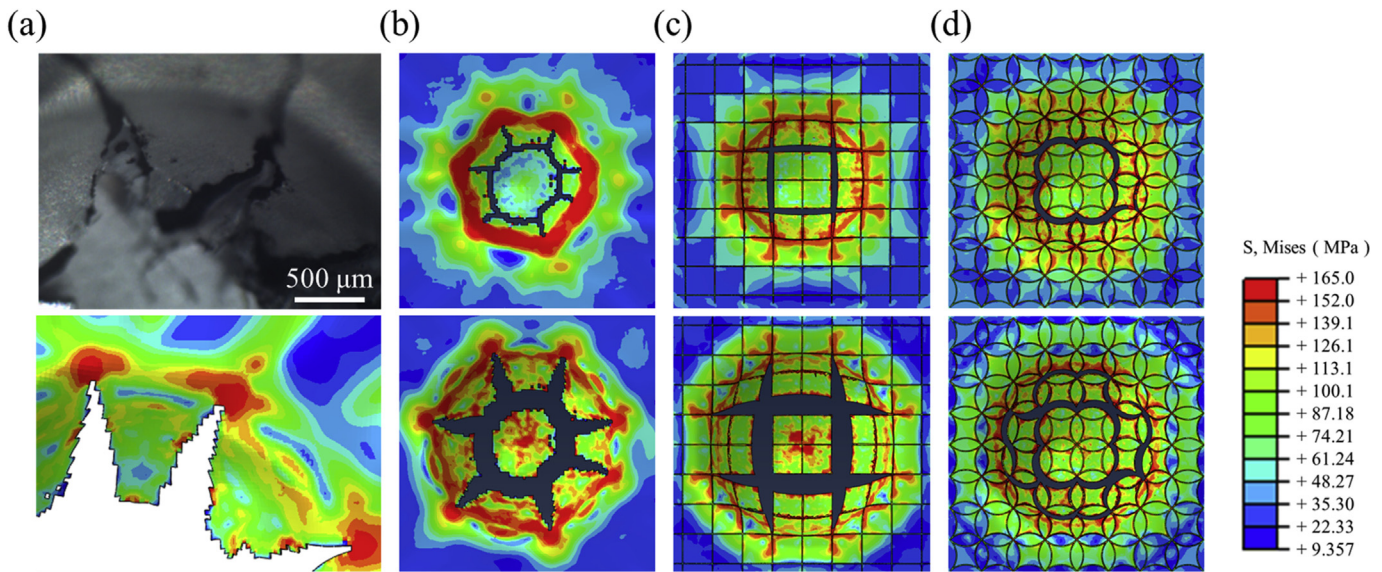 (a)
(b)
(c)
(d)
500 μm
S, Mises ( MPa )
+ 165.0
+ 152.0
+ 139.1
+ 126.1
+ 113.1
+ 100.1
+ 87.18
+ 74.21
+ 61.24
+ 48.27
+ 35.30
+ 22.33
+ 9.357